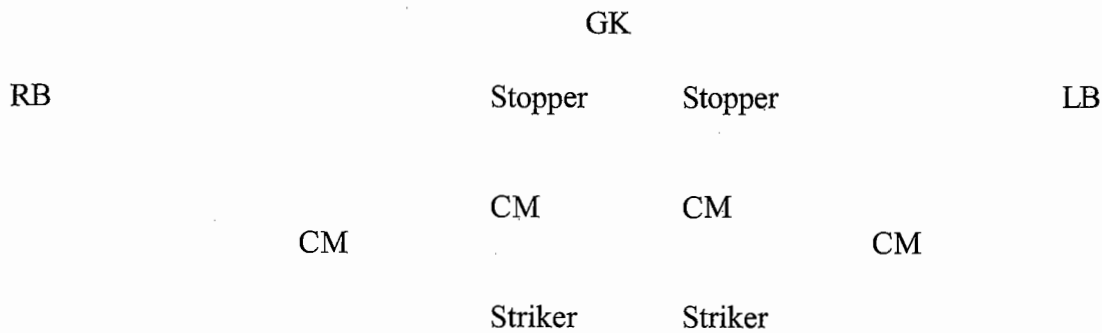 GK
RB Stopper Stopper LB
CM CM
CM CM
Striker Striker